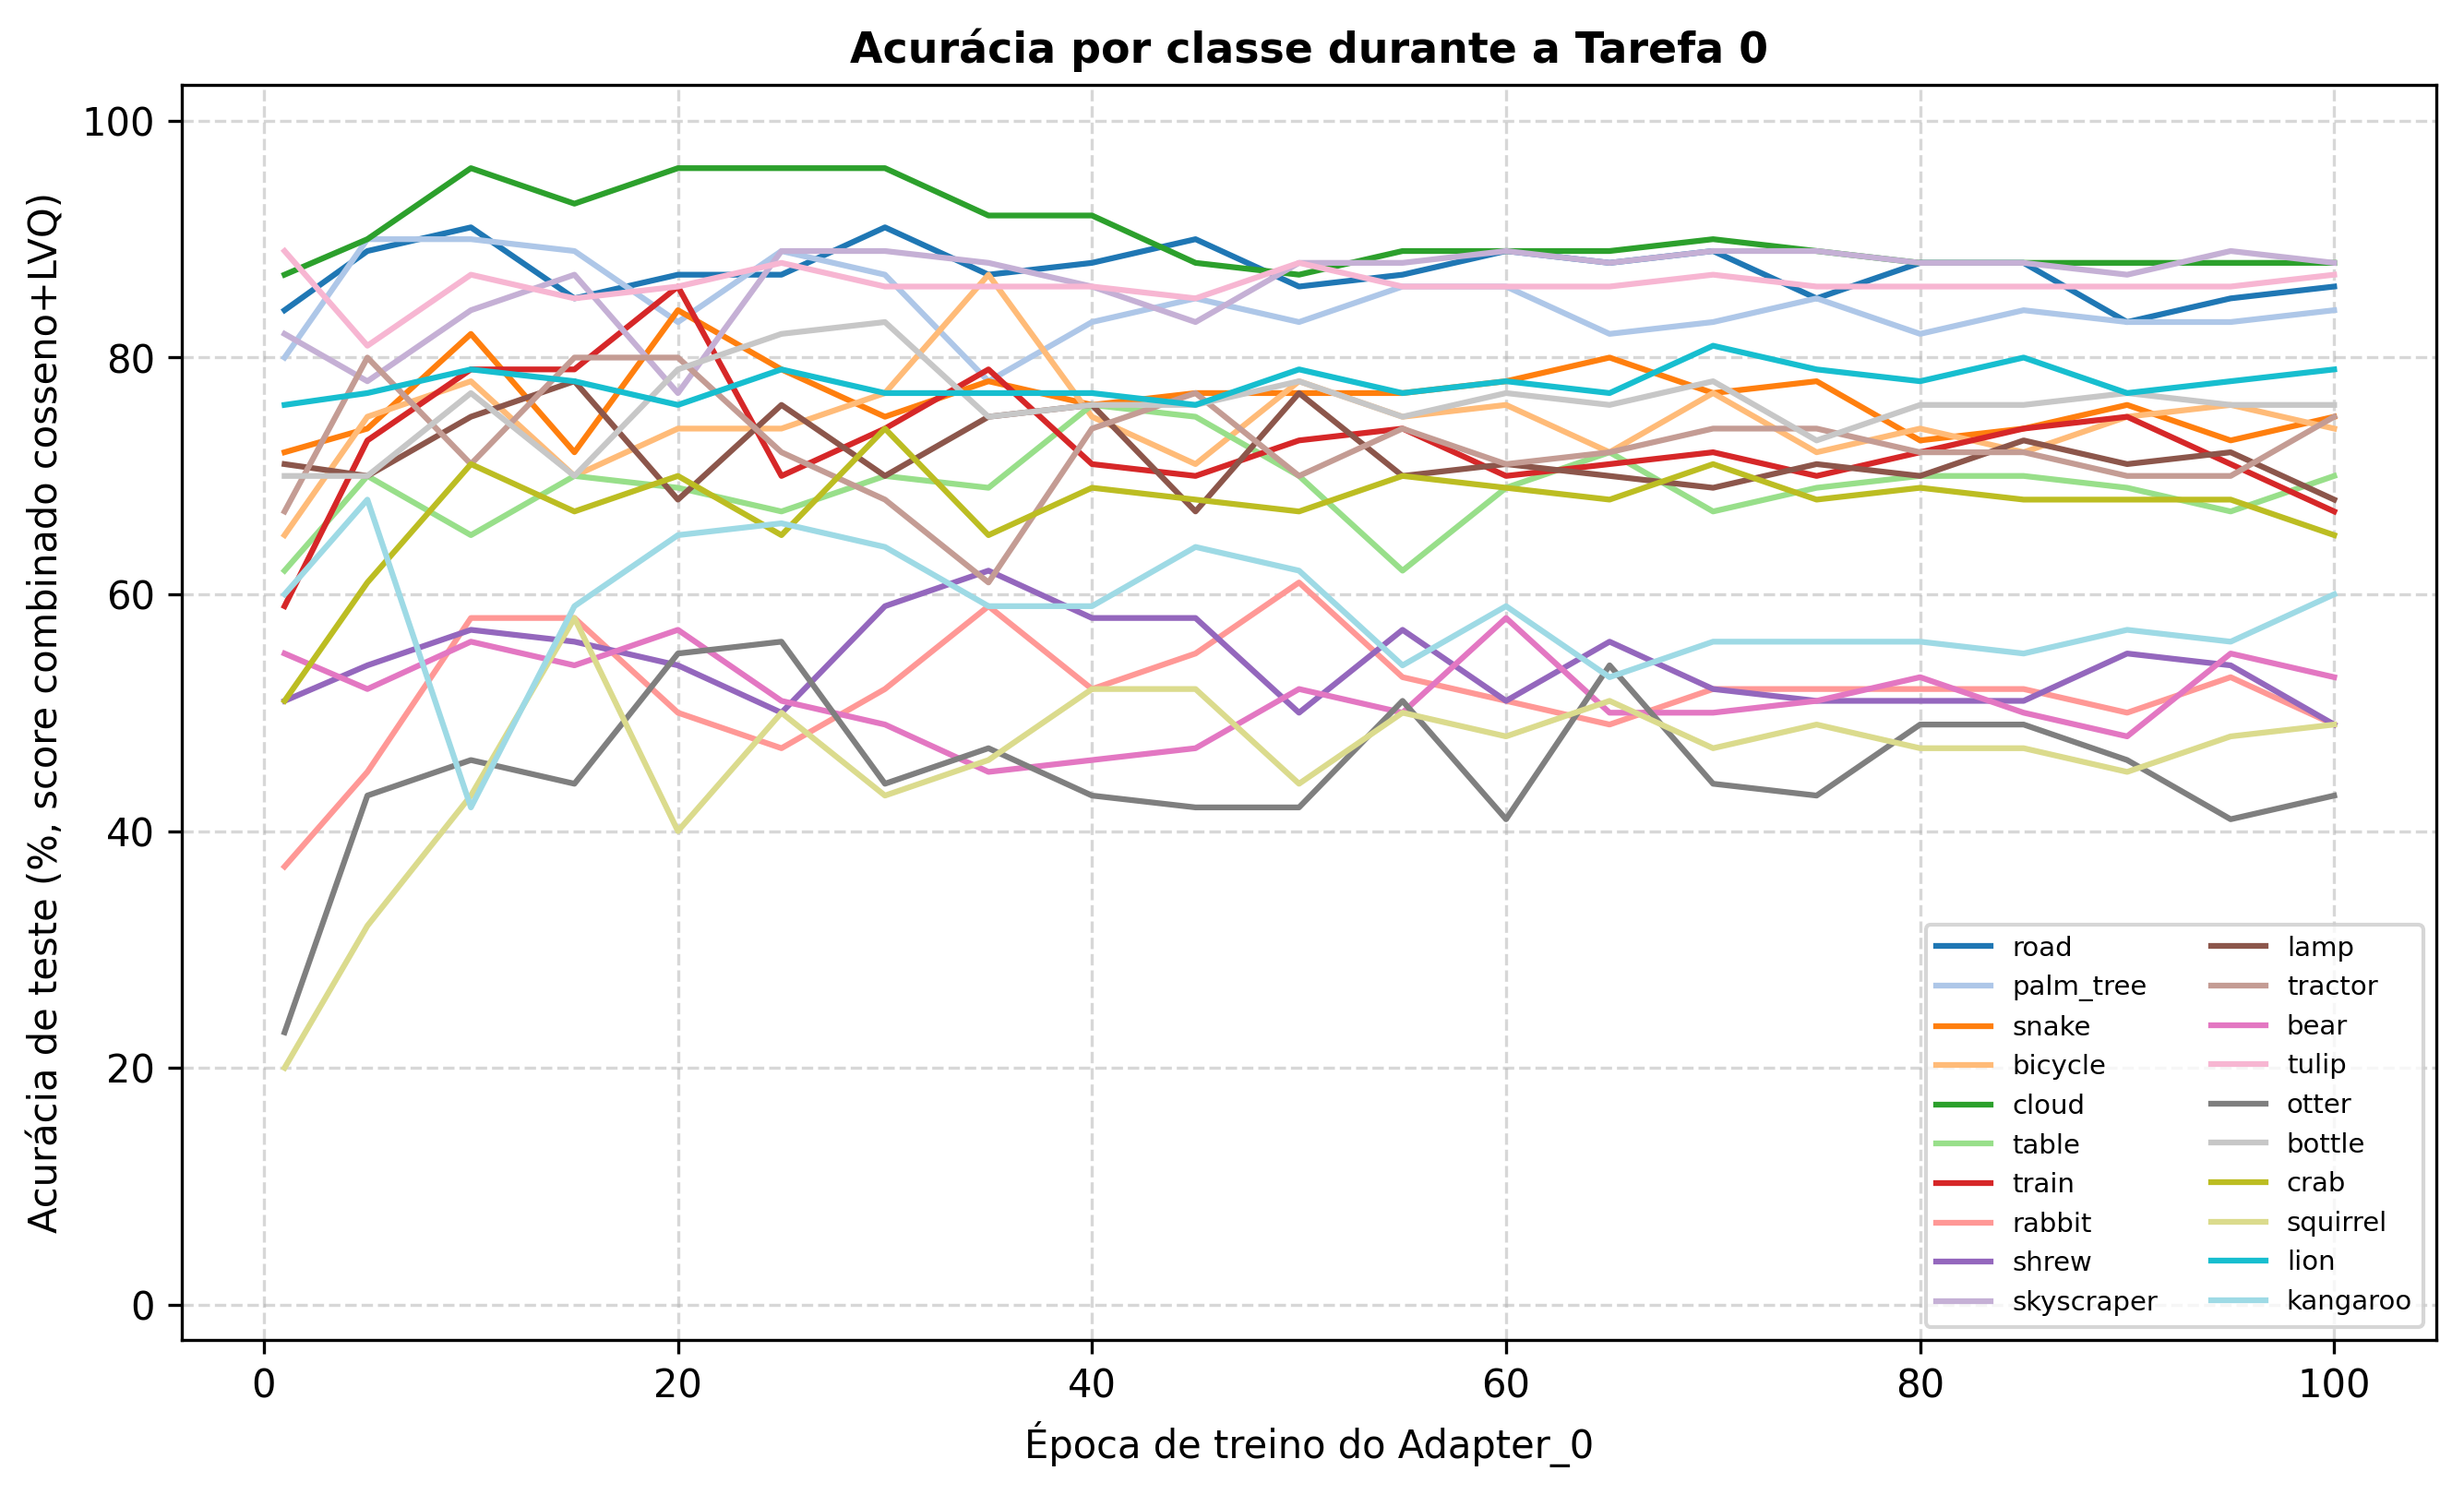 Acurácia por classe durante a Tarefa 0
Acurácia de teste (%, score combinado cosseno+LVQ)
100
80
60
40
20
0
0 20 40 60 80 100
Época de treino do Adapter_0
road
palm_tree
snake
bicycle
cloud
table
train
rabbit
shrew
skyscraper
lamp
tractor
bear
tulip
otter
bottle
crab
squirrel
lion
kangaroo